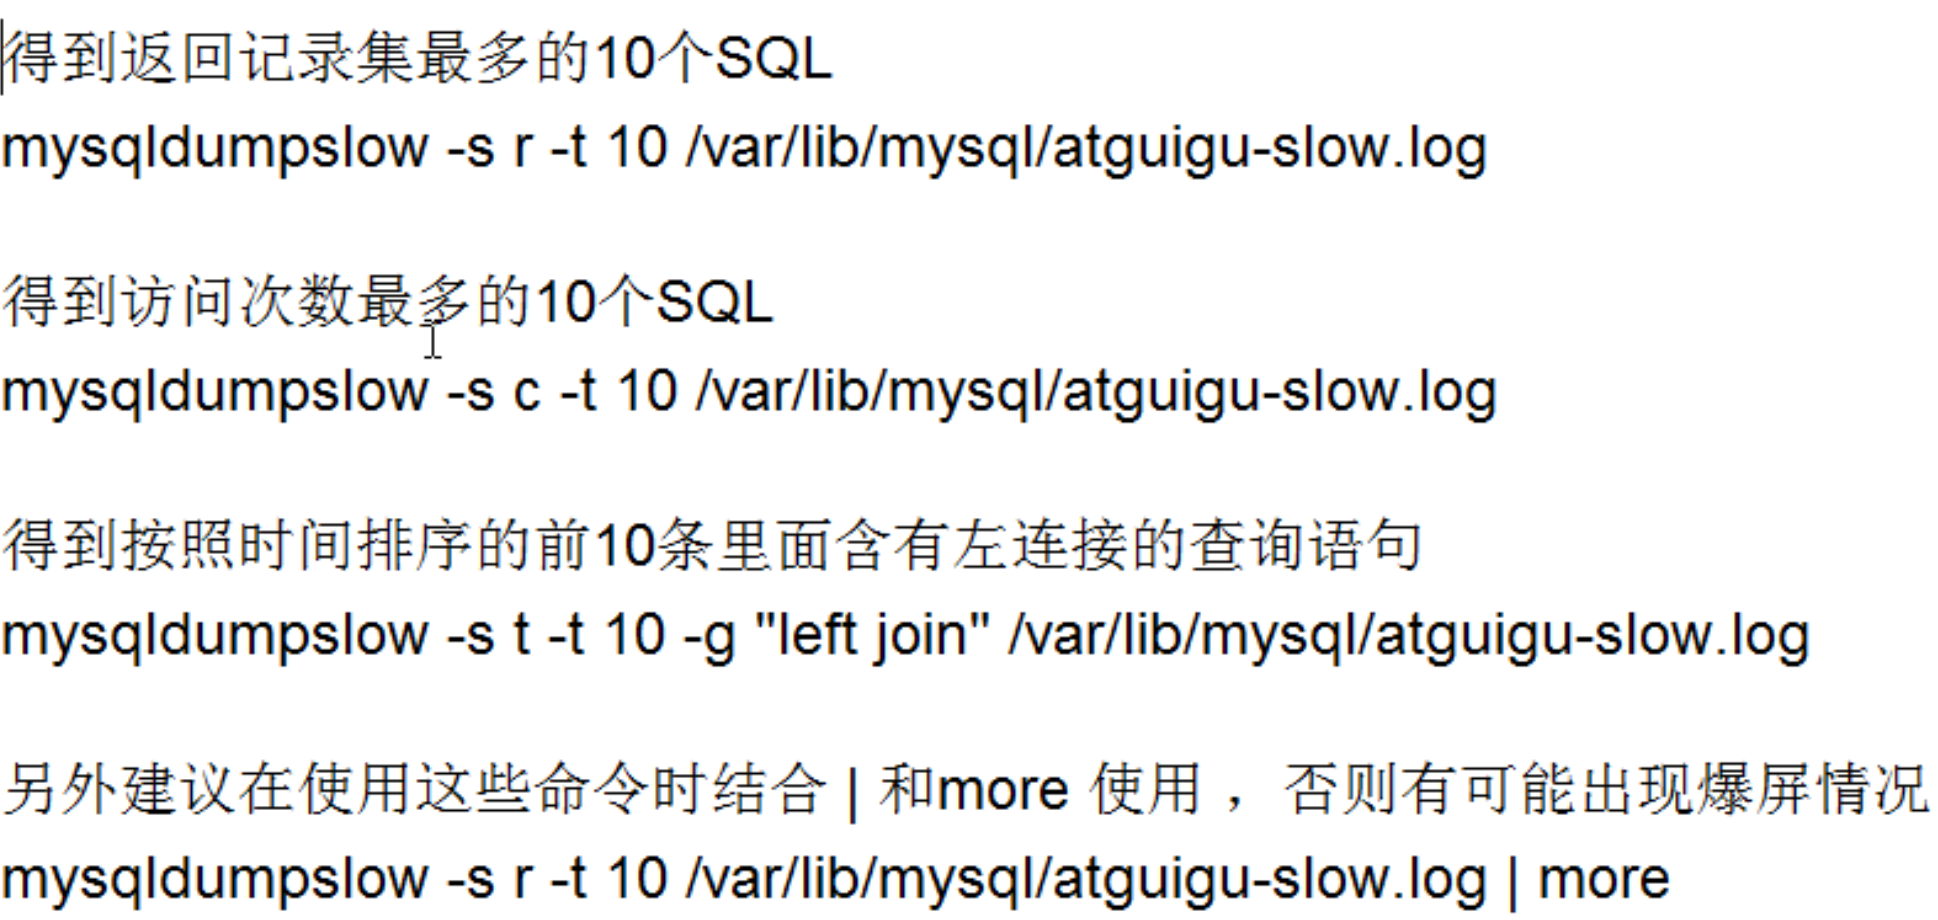 得到返回记录集最多的10个SQL
mysqldumpslow -s r -t 10 /var/lib/mysql/atguigu-slow.log
得到访问次数最多的10个SQL
mysqldumpslow -s c -t 10 /var/lib/mysql/atguigu-slow.log
得到按照时间排序的前10条里面含有左连接的查询语句
mysqldumpslow -s t -t 10 -g "left join" /var/lib/mysql/atguigu-slow.log
另外建议在使用这些命令时结合 | 和more 使用 ，否则有可能出现爆屏情况
mysqldumpslow -s r -t 10 /var/lib/mysql/atguigu-slow.log | more